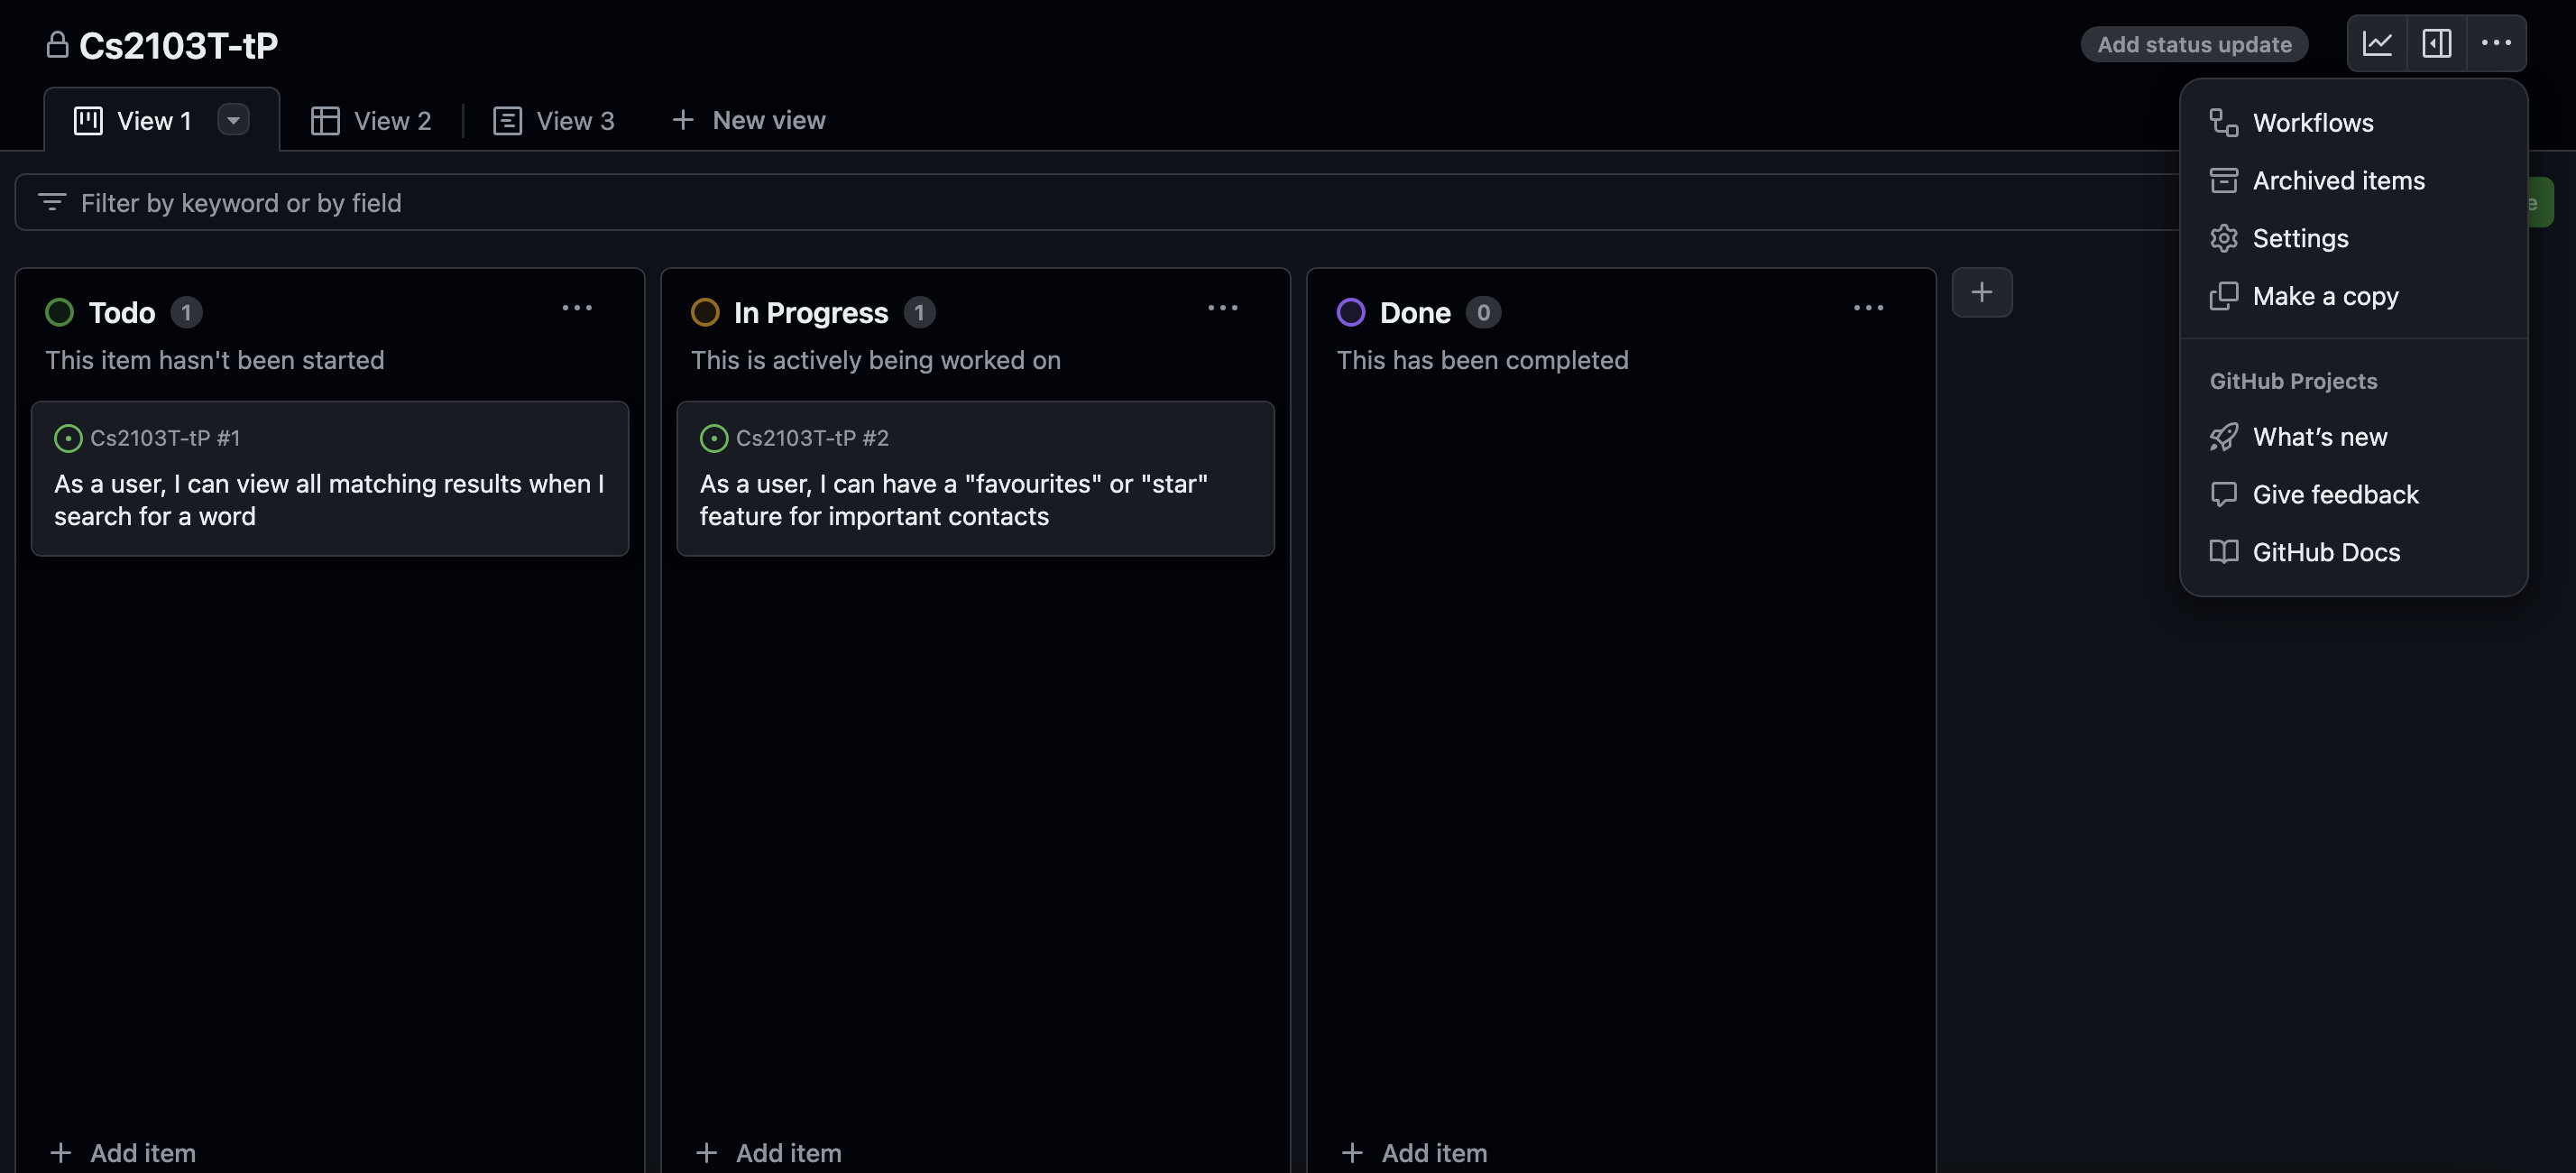 Cs2103T-tP
Add status update
View 1
View 2
View 3
New view
Filter by keyword or by field
Workflows
Archived items
Settings
Make a copy
GitHub Projects
What's new
Give feedback
GitHub Docs
Todo 1
This item hasn't been started
Cs2103T-tP #1
As a user, I can view all matching results when I
search for a word
Add item
In Progress 1
This is actively being worked on
Cs2103T-tP #2
As a user, I can have a "favourites" or "star"
feature for important contacts
Add item
Done 0
This has been completed
Add item